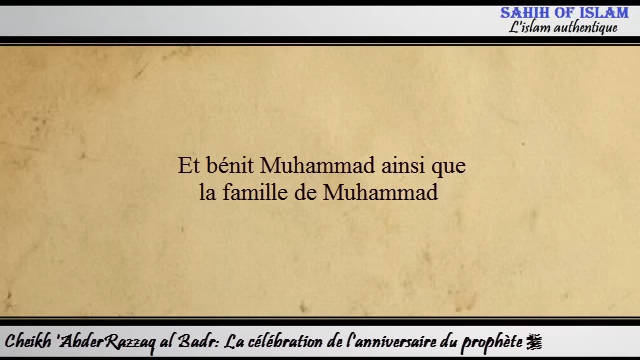 SAHIH OF ISLAM
L'islam authentique
Et bénit Muhammad ainsi que
la famille de Muhammad
Cheikh 'AbderRazzaq al Badr: La célébration de l'anniversaire du prophète ﷺ